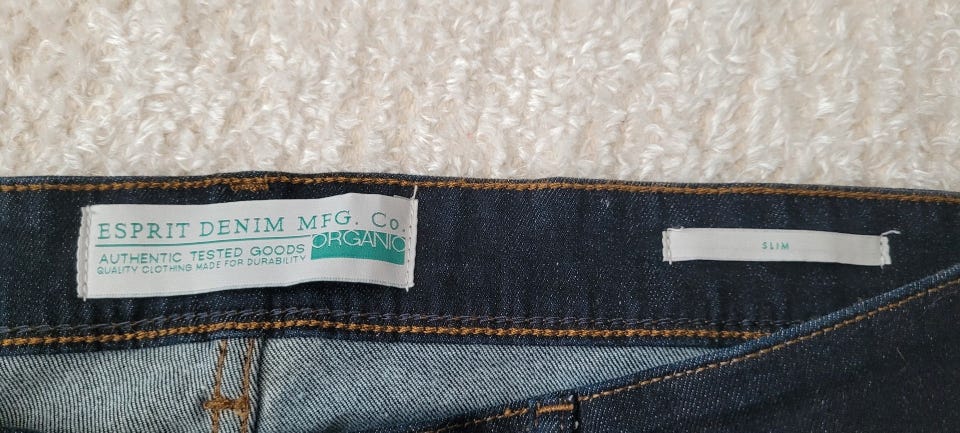 ESPRIT DENIM MFG. Co.
AUTHENTIC TESTED GOODS
QUALITY CLOTHING MADE FOR DURABILITY
ORGANIC
SLIM